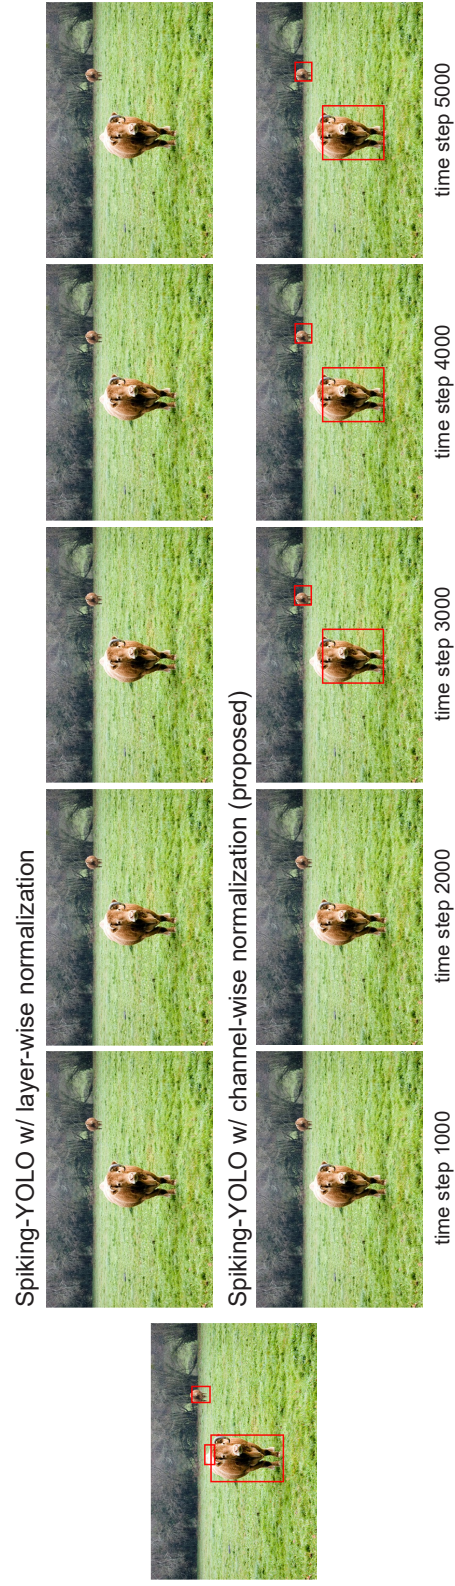 Spiking-YOLO w/ layer-wise normalization
Spiking-YOLO w/ channel-wise normalization (proposed)
time step 1000
time step 2000
time step 3000
time step 4000
time step 5000